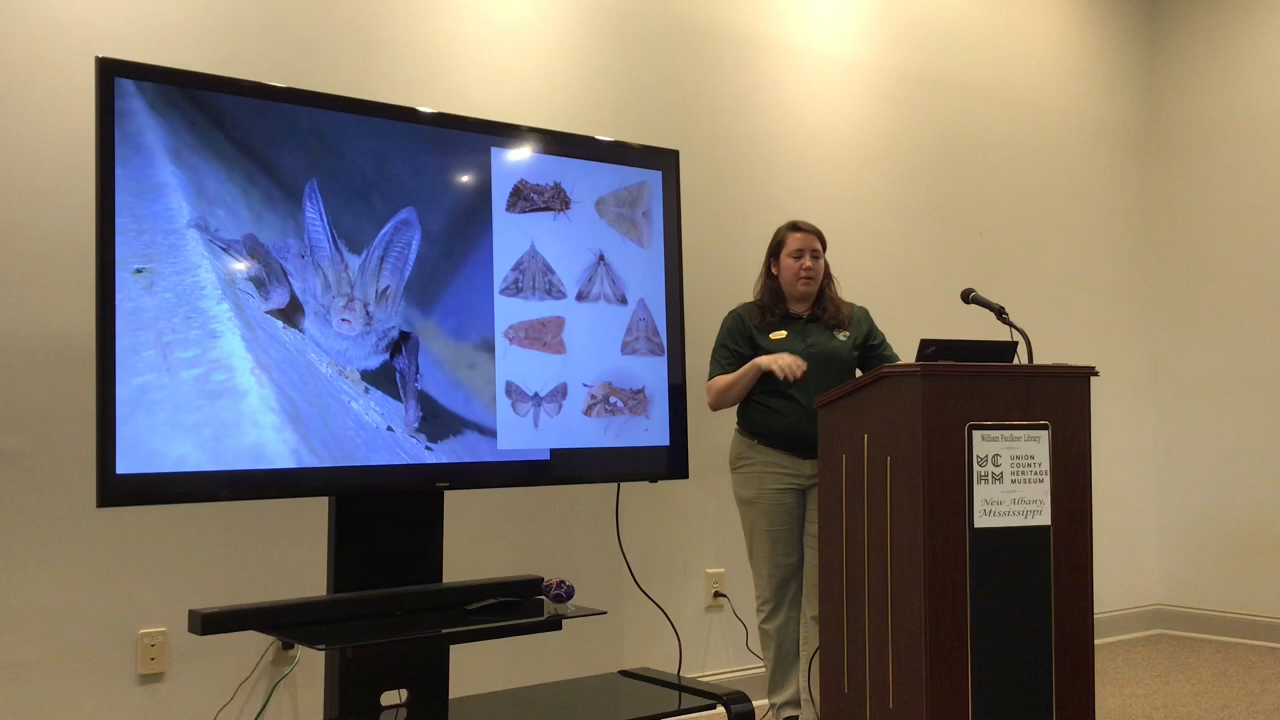 William Faulkner Library
UC
HM
UNION
COUNTY
HERITAGE
MUSEUM
New Albany,
Mississippi